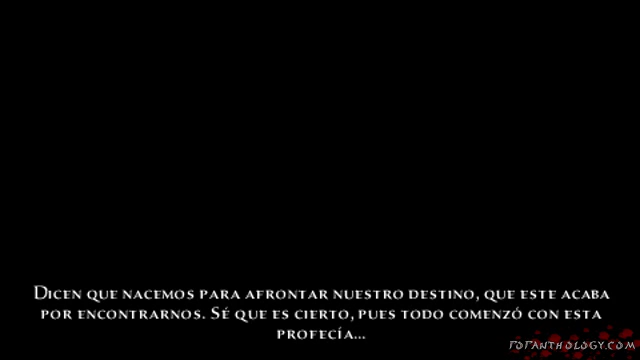 Dicen que nacemos para afrontar nuestro destino, que este acaba
por encontrarnos. Sé que es cierto, pues todo comenzó con esta
profecía...
popanthology.com